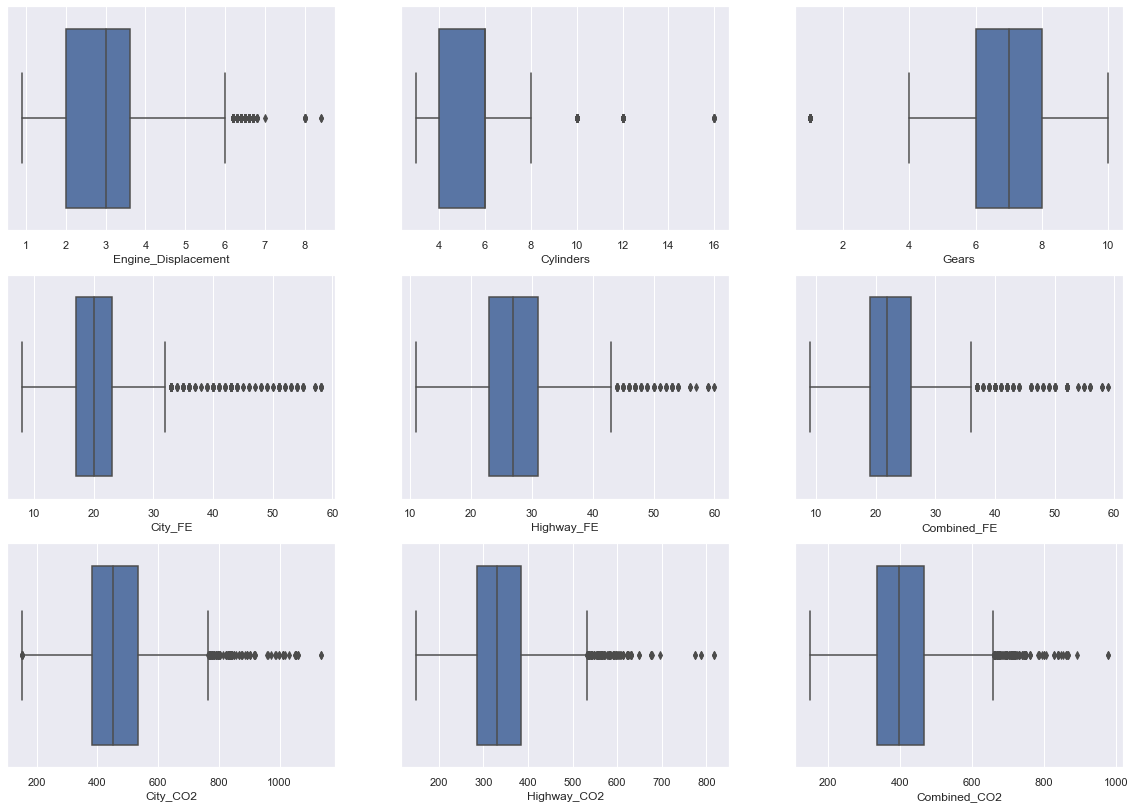 1 2 3 4 5 6 7 8
Engine_Displacement
4 6 8 10 12 14 16
Cylinders
2 4 6 8 10
Gears
10 20 30 40 50 60
City_FE
10 20 30 40 50 60
Highway_FE
10 20 30 40 50 60
Combined_FE
200 400 600 800 1000
City_CO2
200 300 400 500 600 700 800
Highway_CO2
200 400 600 800 1000
Combined_CO2